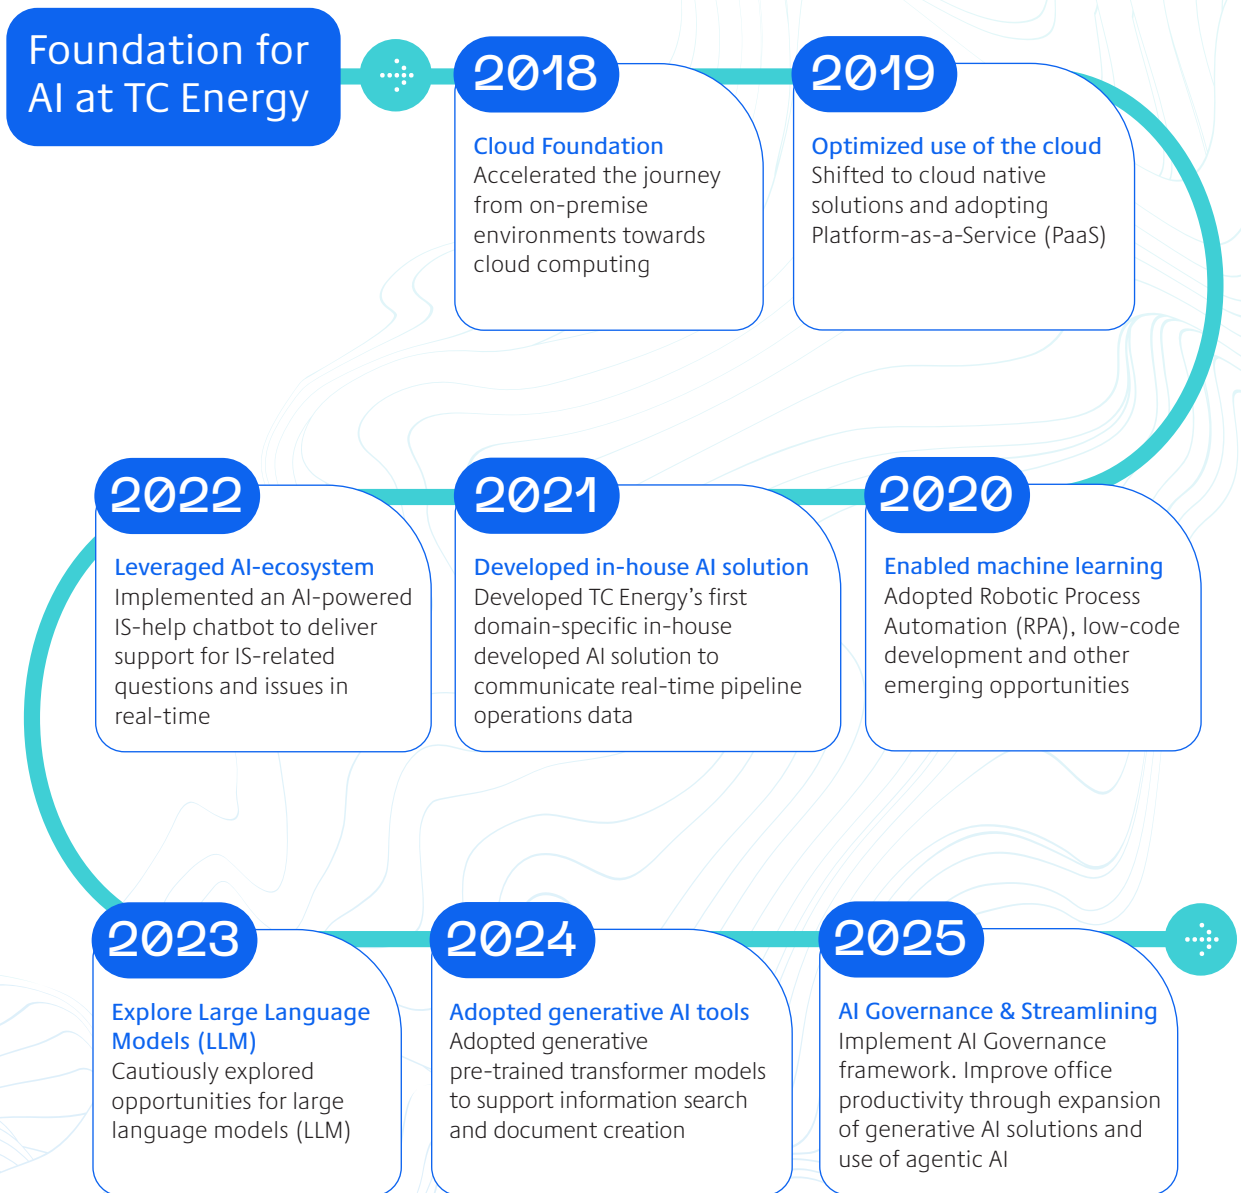 Foundation for
AI at TC Energy
2018
Cloud Foundation
Accelerated the journey
from on-premise
environments towards
cloud computing
2019
Optimized use of the cloud
Shifted to cloud native
solutions and adopting
Platform-as-a-Service (PaaS)
2020
Enabled machine learning
Adopted Robotic Process
Automation (RPA), low-code
development and other
emerging opportunities
2021
Developed in-house AI solution
Developed TC Energy’s first
domain-specific in-house
developed AI solution to
communicate real-time pipeline
operations data
2022
Leveraged AI-ecosystem
Implemented an AI-powered
IS-help chatbot to deliver
support for IS-related
questions and issues in
real-time
2023
Explore Large Language
Models (LLM)
Cautiously explored
opportunities for large
language models (LLM)
2024
Adopted generative AI tools
Adopted generative
pre-trained transformer models
to support information search
and document creation
2025
AI Governance & Streamlining
Implement AI Governance
framework. Improve office
productivity through expansion
of generative AI solutions and
use of agentic AI